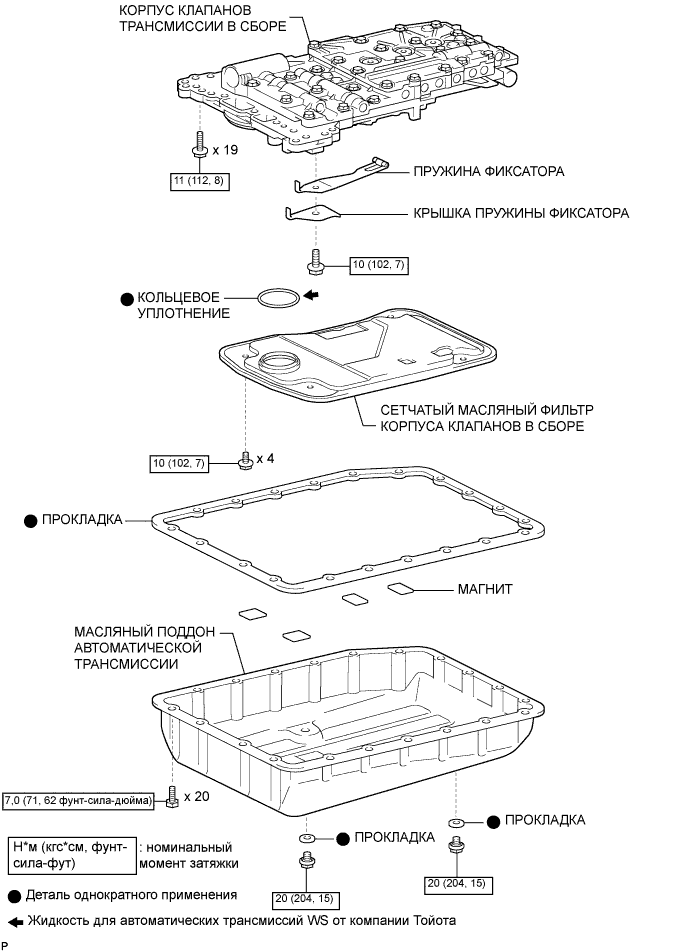 КОРПУС КЛАПАНОВ
ТРАНСМИССИИ В СБОРЕ
x 19
11 (112, 8)
ПРУЖИНА ФИКСАТОРА
КРЫШКА ПРУЖИНЫ ФИКСАТОРА
10 (102, 7)
КОЛЬЦЕВОЕ
УПЛОТНЕНИЕ
СЕТЧАТЫЙ МАСЛЯНЫЙ ФИЛЬТР
КОРПУСА КЛАПАНОВ В СБОРЕ
x 4
10 (102, 7)
ПРОКЛАДКА
МАГНИТ
МАСЛЯНЫЙ ПОДДОН
АВТОМАТИЧЕСКОЙ
ТРАНСМИССИИ
7,0 (71, 62 фунт-сила-дюйма)
x 20
ПРОКЛАДКА
ПРОКЛАДКА
20 (204, 15)
20 (204, 15)
Н*м (кгс*см, фунт-
сила-фут)
: номинальный
момент затяжки
Деталь однократного применения
Жидкость для автоматических трансмиссий WS от компании Тойота
P